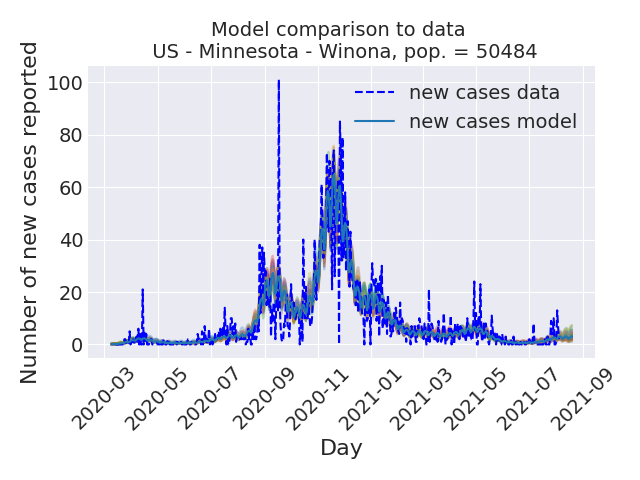 Model comparison to data
US - Minnesota - Winona, pop. = 50484
Number of new cases reported
100
80
60
40
20
0
new cases data
new cases model
2020-03
2020-05
2020-07
2020-09
2020-11
2021-01
2021-03
2021-05
2021-07
2021-09
Day